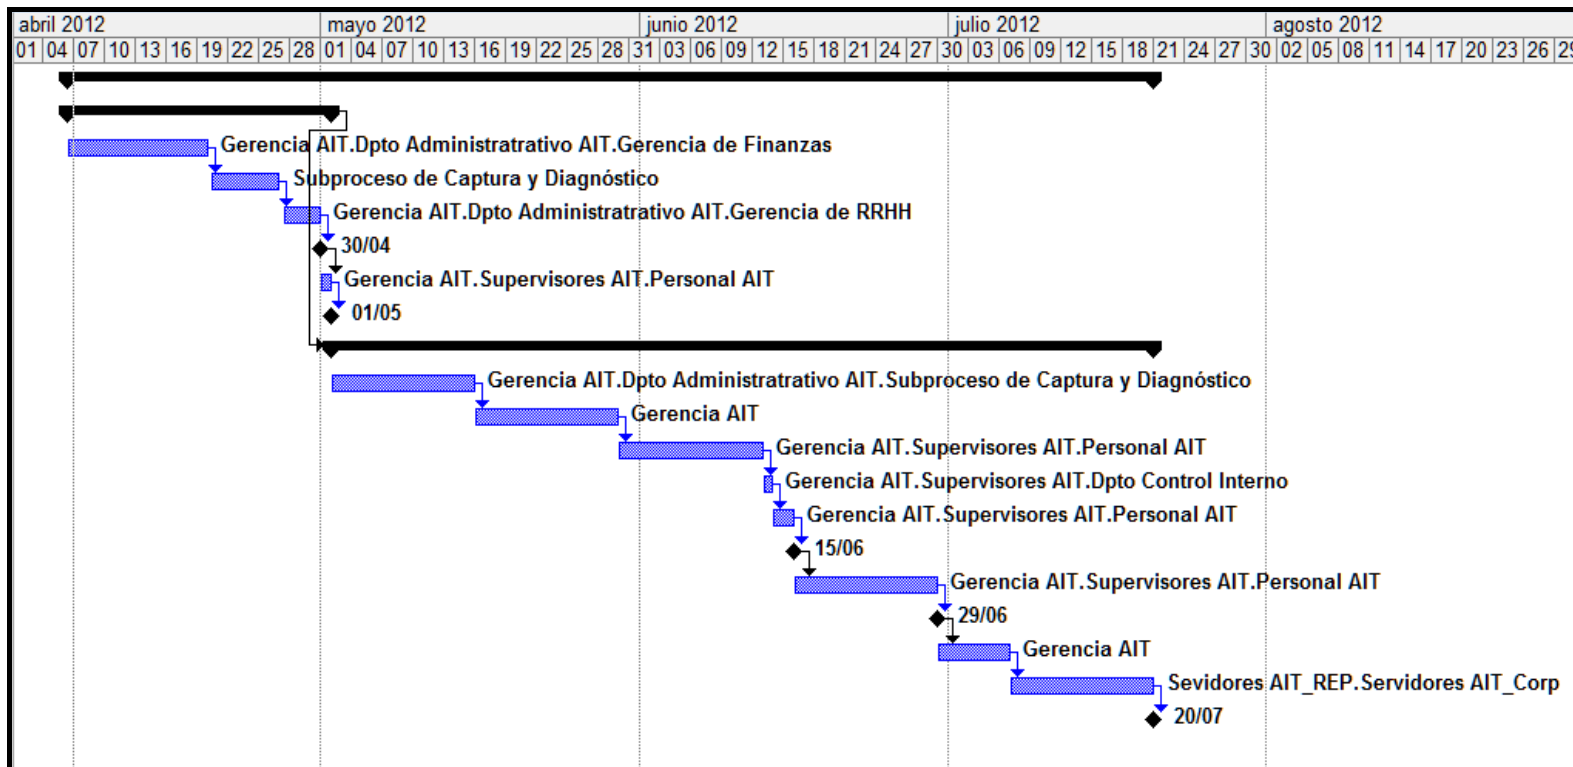 abril 2012 mayo 2012 junio 2012 julio 2012 agosto 2012
01 04 07 10 13 16 19 22 25 28 01 04 07 10 13 16 19 22 25 28 31 03 06 09 12 15 18 21 24 27 30 03 06 09 12 15 18 21 24 27 30 02 05 08 11 14 17 20 23 26 29
Gerencia AIT.Dpto Administratrativo AIT.Gerencia de Finanzas
Subproceso de Captura y Diagnóstico
Gerencia AIT.Dpto Administratrativo AIT.Gerencia de RRHH
30/04
Gerencia AIT.Supervisores AIT.Personal AIT
01/05
Gerencia AIT.Dpto Administratrativo AIT.Subproceso de Captura y Diagnóstico
Gerencia AIT
Gerencia AIT.Supervisores AIT.Personal AIT
Gerencia AIT.Supervisores AIT.Dpto Control Interno
Gerencia AIT.Supervisores AIT.Personal AIT
15/06
Gerencia AIT.Supervisores AIT.Personal AIT
29/06
Gerencia AIT
Sevidores AIT_REP.Servidores AIT_Corp
20/07